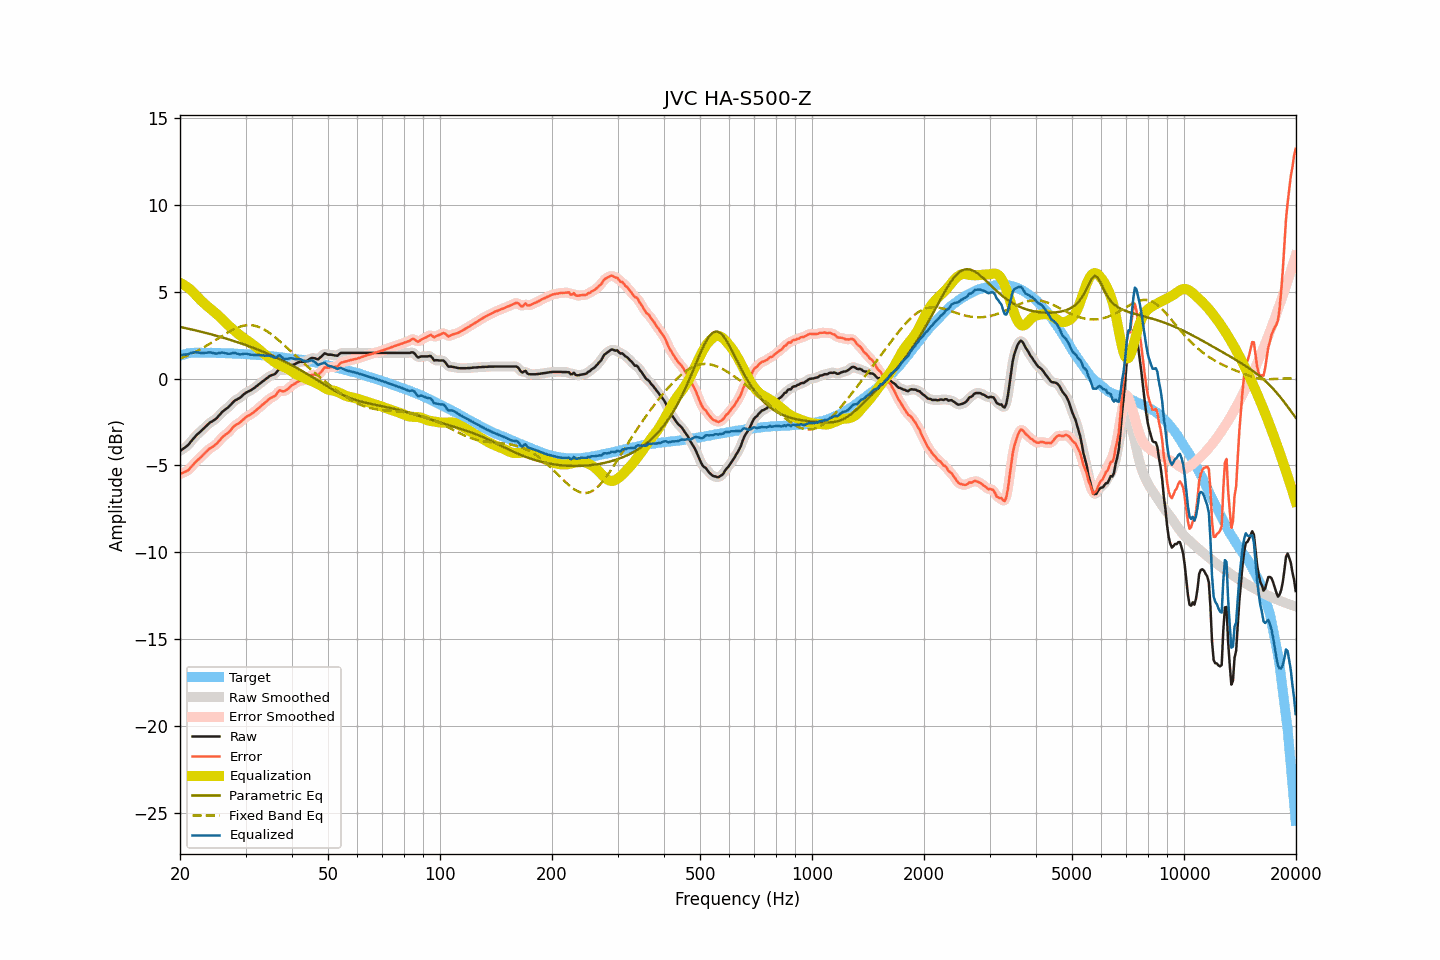 JVC HA-S500-Z
15
10
5
0
−5
−10
−15
−20
−25
Amplitude (dBr)
Target
Raw Smoothed
Error Smoothed
Raw
Error
Equalization
Parametric Eq
Fixed Band Eq
Equalized
20 50 100 200 500 1000 2000 5000 10000 20000
Frequency (Hz)